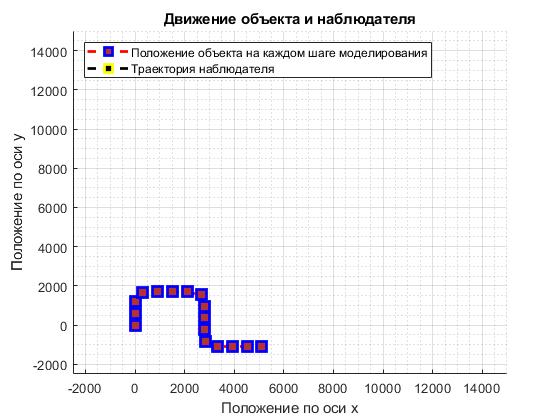 Движение объекта и наблюдателя
Положение объекта на каждом шаге моделирования
Траектория наблюдателя
14000
12000
10000
8000
6000
4000
2000
0
-2000
Положение по оси y
-2000 0 2000 4000 6000 8000 10000 12000 14000
Положение по оси x